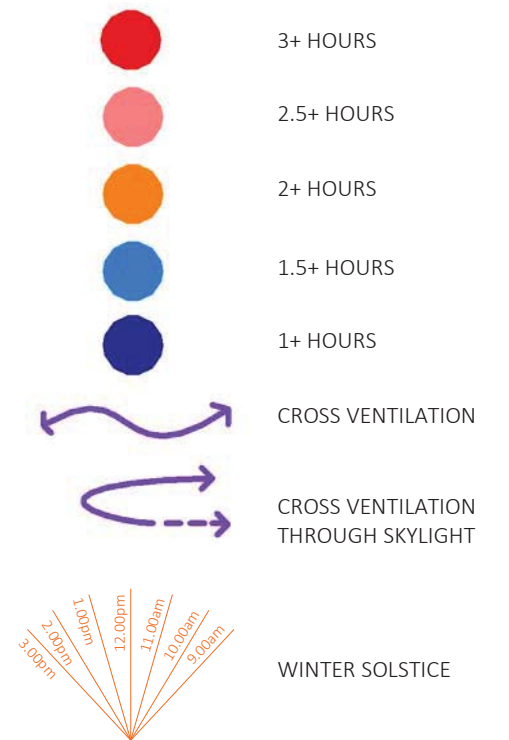 3+ HOURS
2.5+ HOURS
2+ HOURS
1.5+ HOURS
1+ HOURS
CROSS VENTILATION
CROSS VENTILATION
THROUGH SKYLIGHT
3.00pm
2.00pm
1.00pm
12.00pm
11.00am
10.00am
9.00am
WINTER SOLSTICE